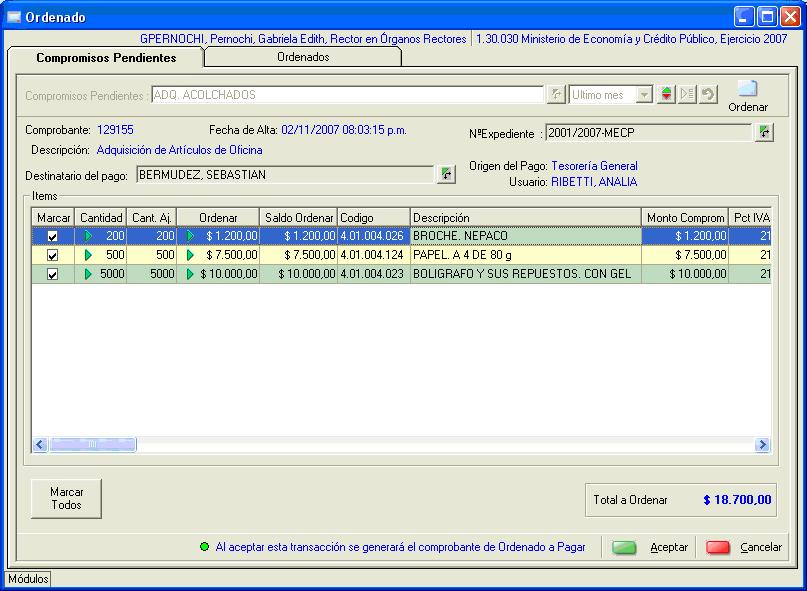 Ordenado
GPERNOCHI, Pernochi, Gabriela Edith, Rector en Órganos Rectores 1.30.030 Ministerio de Economía y Crédito Público, Ejercicio 2007
Compromisos Pendientes Ordenados
Compromisos Pendientes : ADQ. ACOLCHADOS Ultimo mes Ordenar
Comprobante: 129155 Fecha de Alta: 02/11/2007 08:03:15 p.m. NºExpediente : 2001/2007-MECP
Descripción: Adquisición de Artículos de Oficina
Destinatario del pago: BERMUDEZ, SEBASTIAN Origen del Pago: Tesorería General
Usuario: RIBETTI, ANALIA
Items
Marcar Cantidad Cant. Aj. Ordenar Saldo Ordenar Codigo Descripción Monto Comprom Pct IVA
200 200 $ 1.200,00 $ 1.200,00 4.01.004.026 BROCHE. NEPACO $ 1.200,00 21
500 500 $ 7.500,00 $ 7.500,00 4.01.004.124 PAPEL. A 4 DE 80 g $ 7.500,00 21
5000 5000 $ 10.000,00 $ 10.000,00 4.01.004.023 BOLIGRAFO Y SUS REPUESTOS. CON GEL $ 10.000,00 21
Marcar
Todos
Total a Ordenar $ 18.700,00
Al aceptar esta transacción se generará el comprobante de Ordenado a Pagar Aceptar Cancelar
Módulos